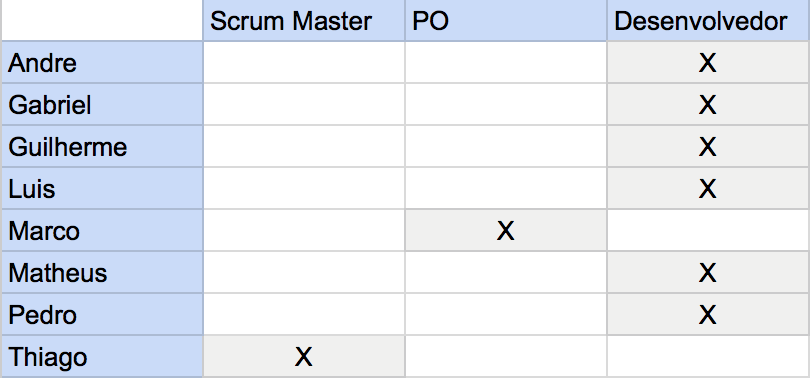 Scrum Master PO Desenvolvedor
Andre X
Gabriel X
Guilherme X
Luis X
Marco X
Matheus X
Pedro X
Thiago X